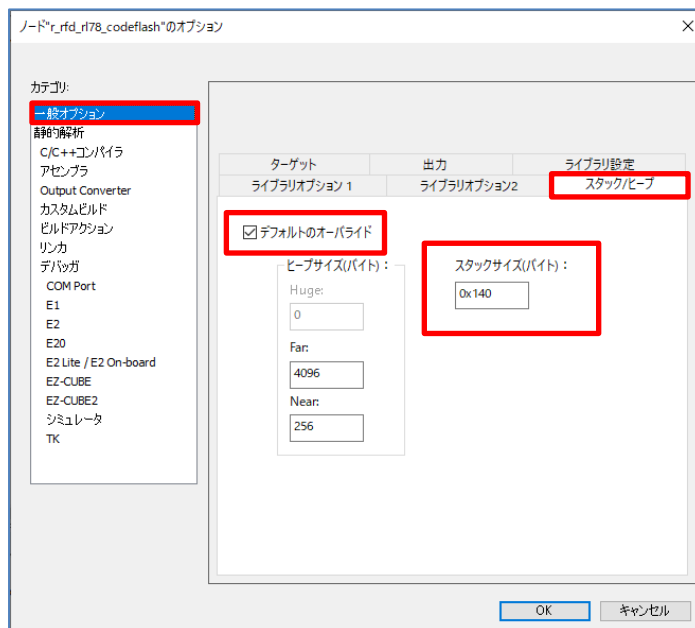 ノード"r_rfd_rl78_codeflash"のオプション
カテゴリ:
一般オプション
静的解析
C/C++コンパイラ
アセンブラ
Output Converter
カスタムビルド
ビルドアクション
リンカ
デバッガ
COM Port
E1
E2
E20
E2 Lite / E2 On-board
EZ-CUBE
EZ-CUBE2
シミュレータ
TK
ターゲット 出力 ライブラリ設定
ライブラリオプション 1 ライブラリオプション2 スタック/ヒープ
デフォルトのオーバライド
ヒープサイズ(バイト):
Huge:
0
Far:
4096
Near:
256
スタックサイズ(バイト):
0x140
OK キャンセル